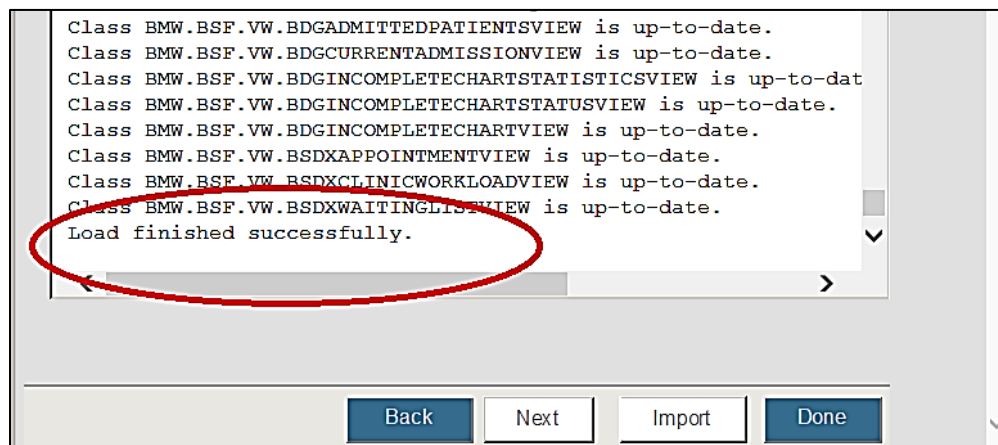 Class BMW.BSF.VW.BDGADMITTEDPATIENTSVIEW is up-to-date.
Class BMW.BSF.VW.BDGCURRENTADMISSIONVIEW is up-to-date.
Class BMW.BSF.VW.BDGINCOMPLETECHARTSTATISTICSVIEW is up-to-dat
Class BMW.BSF.VW.BDGINCOMPLETECHARTSTATUSVIEW is up-to-date.
Class BMW.BSF.VW.BDGINCOMPLETECHARTVIEW is up-to-date.
Class BMW.BSF.VW.BSDXAPPOINTMENTVIEW is up-to-date.
Class BMW.BSF.VW.BSDXCLINICWORKLOADVIEW is up-to-date.
Class BMW.BSF.VW.BSDXWAITINGLISTVIEW is up-to-date.
Load finished successfully.
Back Next Import Done